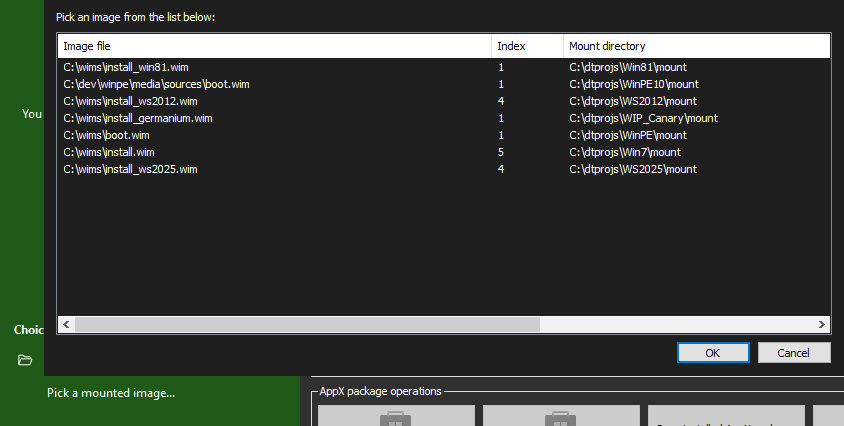 Pick an image from the list below:
Image file Index Mount directory
C:\wims\install_win81.wim 1 C:\dtprojs\Win81\mount
C:\dev\winpe\media\sources\boot.wim 1 C:\dtprojs\WinPE10\mount
C:\wims\install_ws2012.wim 4 C:\dtprojs\WS2012\mount
C:\wims\install_germanium.wim 1 C:\dtprojs\WIP_Canary\mount
C:\wims\boot.wim 1 C:\dtprojs\WinPE\mount
C:\wims\install.wim 5 C:\dtprojs\Win7\mount
C:\wims\install_ws2025.wim 4 C:\dtprojs\WS2025\mount
You
Choic
OK Cancel
Pick a mounted image...
AppX package operations